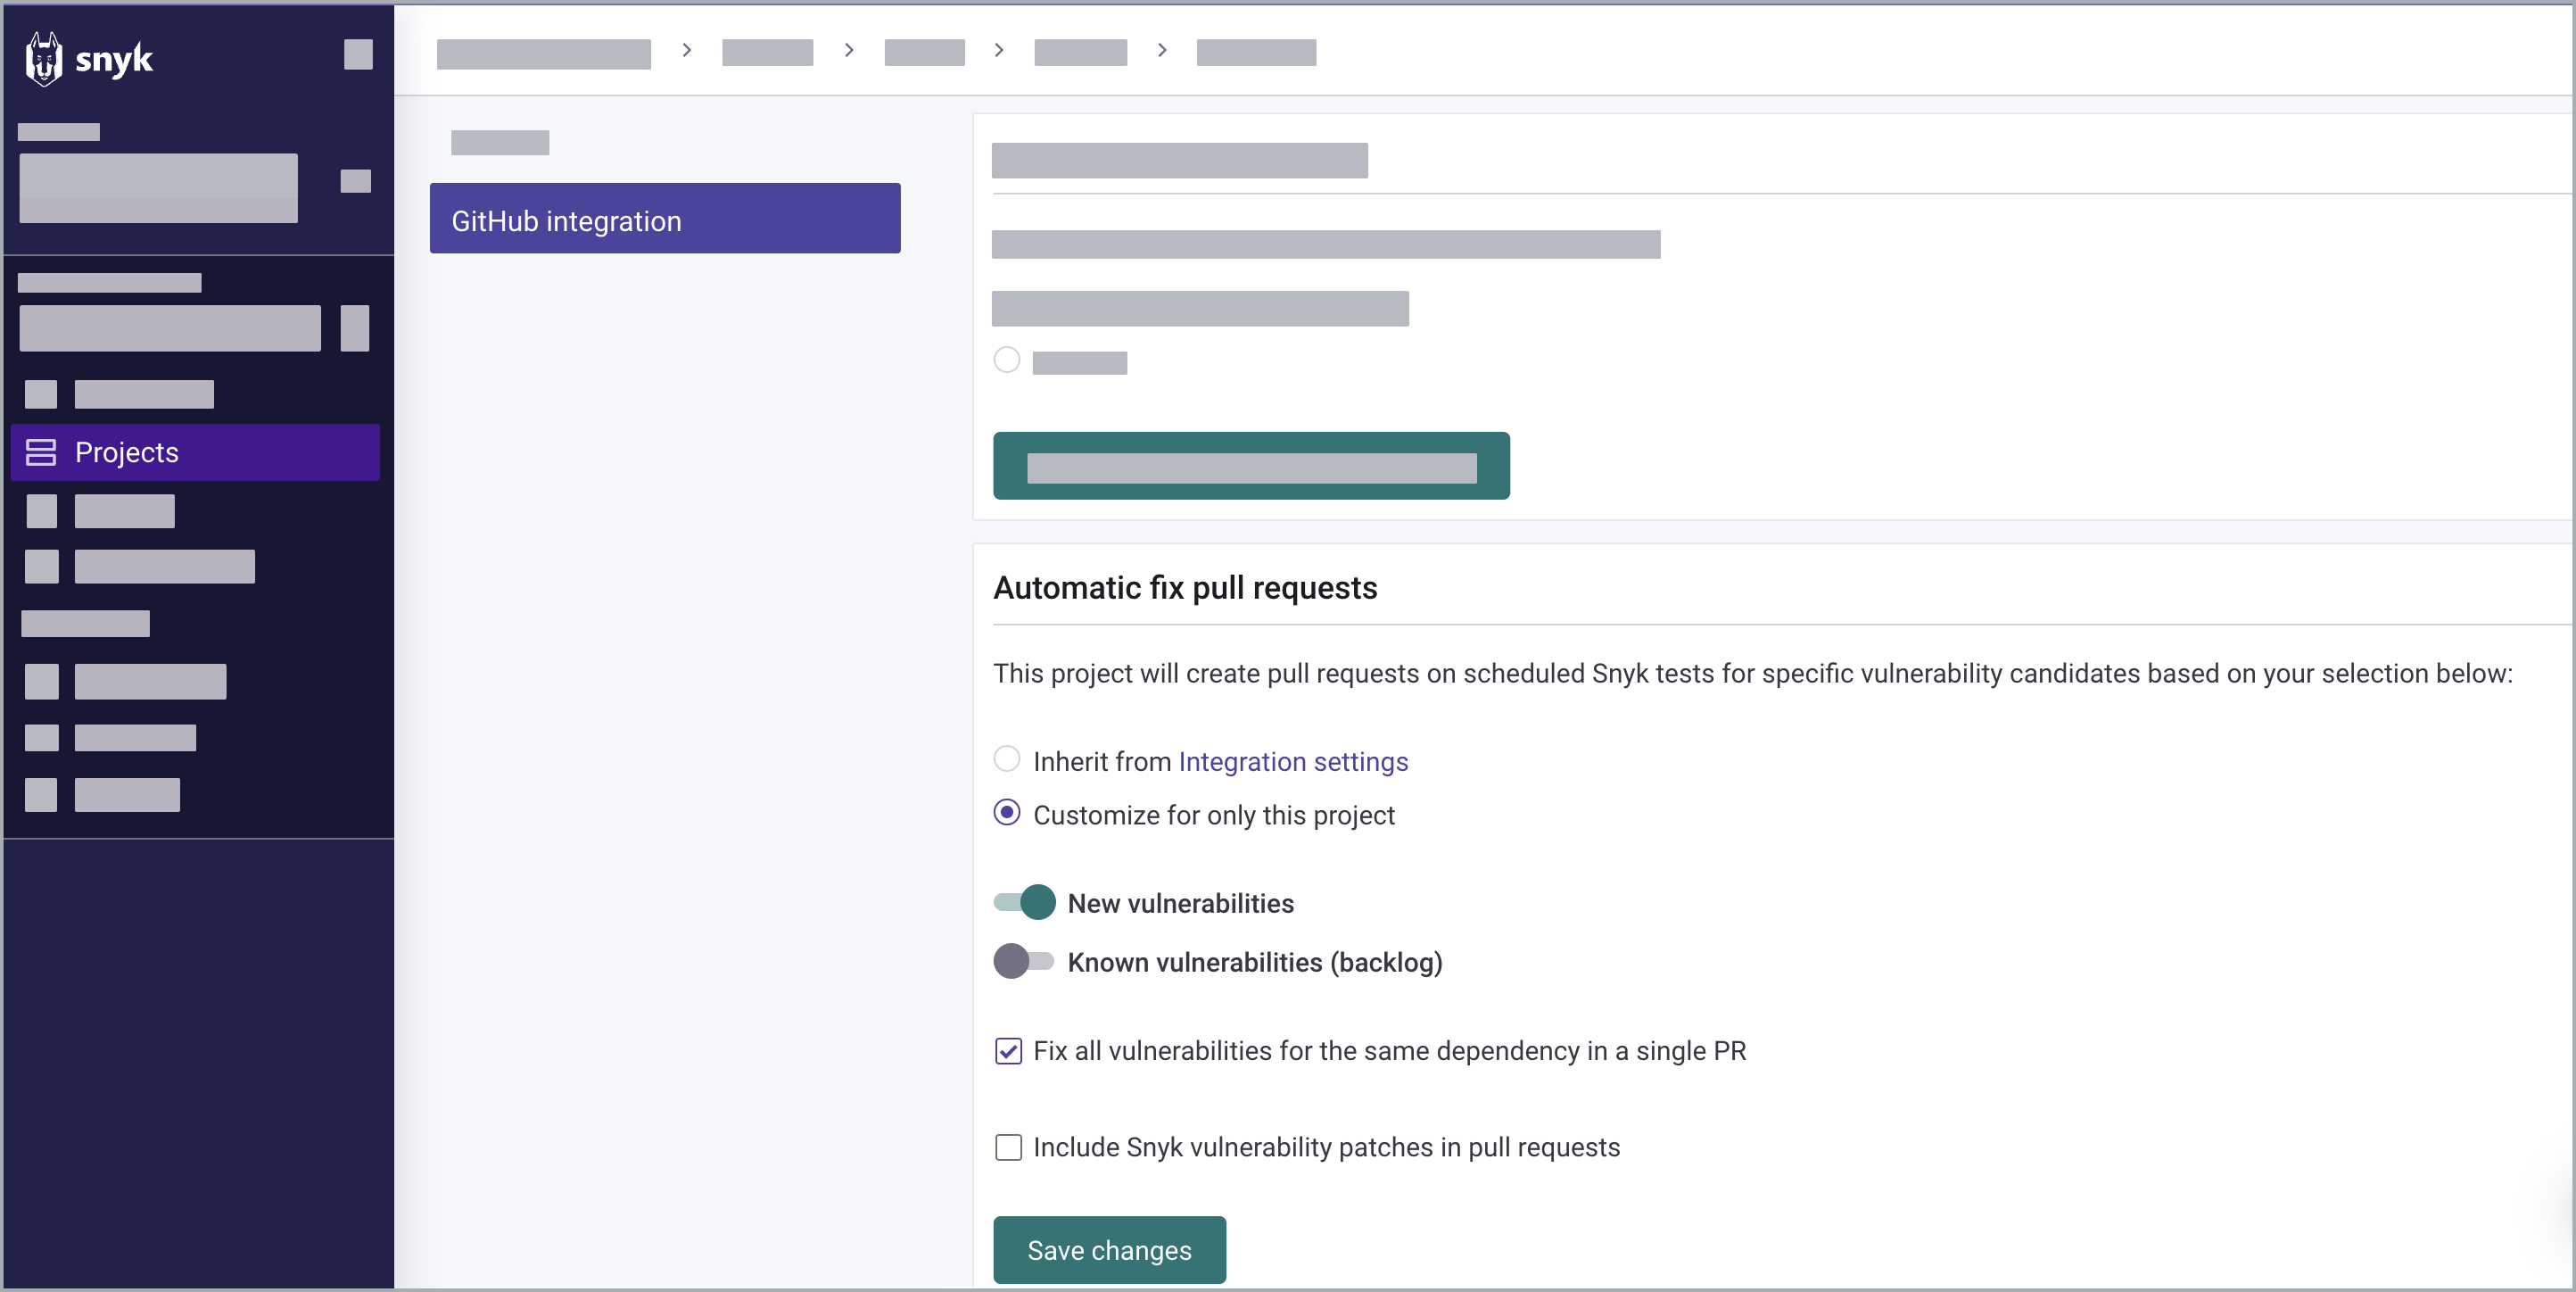 snyk
GitHub integration
Projects
Automatic fix pull requests
This project will create pull requests on scheduled Snyk tests for specific vulnerability candidates based on your selection below:
Inherit from Integration settings
Customize for only this project
New vulnerabilities
Known vulnerabilities (backlog)
Fix all vulnerabilities for the same dependency in a single PR
Include Snyk vulnerability patches in pull requests
Save changes